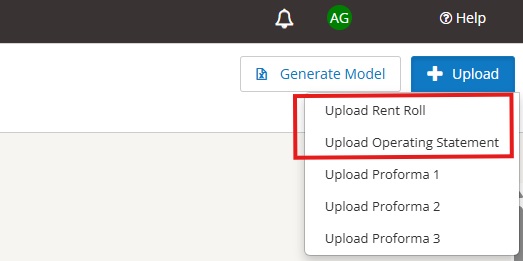 AG
Help
Generate Model
Upload
Upload Rent Roll
Upload Operating Statement
Upload Proforma 1
Upload Proforma 2
Upload Proforma 3